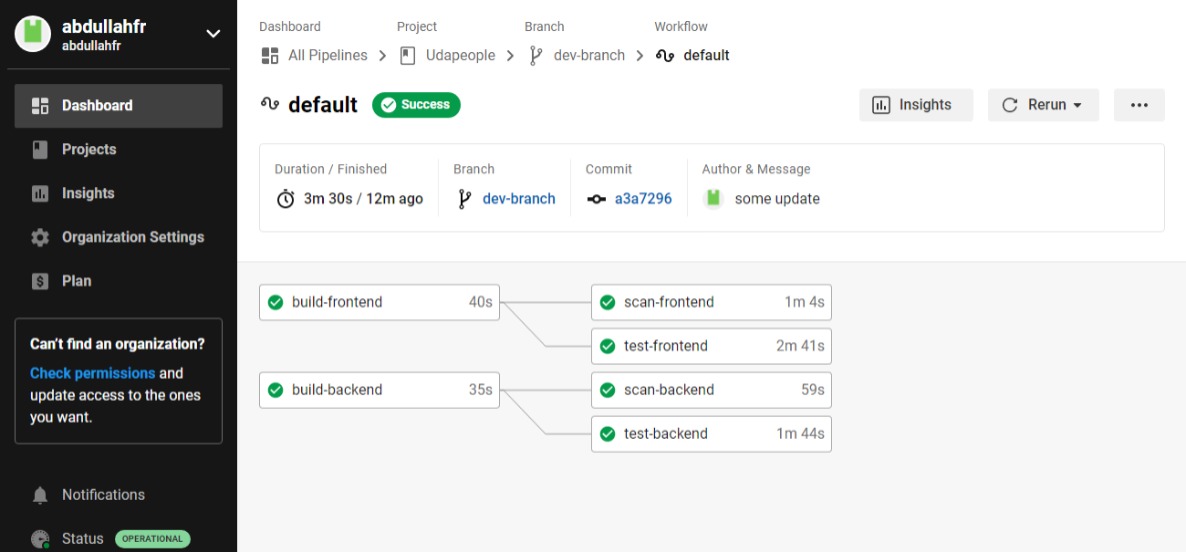 abdullahfr
abdullahfr
Dashboard
Projects
Insights
Organization Settings
Plan
Can't find an organization?
Check permissions and
update access to the ones
you want.
Notifications
Status OPERATIONAL
Dashboard Project Branch Workflow
All Pipelines Udapeople dev-branch default
default Success Insights Rerun
Duration / Finished Branch Commit Author & Message
3m 30s / 12m ago dev-branch a3a7296 some update
build-frontend 40s scan-frontend 1m 4s
test-frontend 2m 41s
build-backend 35s scan-backend 59s
test-backend 1m 44s